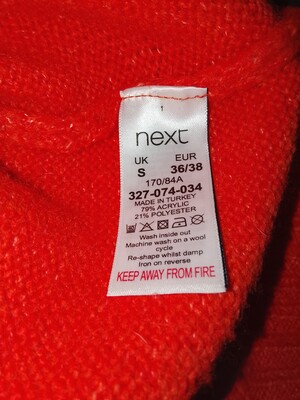 next
UK EUR
S 36/38
170/84A
327-074-034
MADE IN TURKEY
79% ACRYLIC
21% POLYESTER
Wash inside out
Machine wash on a wool
cycle
Re-shape whilst damp
Iron on reverse
KEEP AWAY FROM FIRE